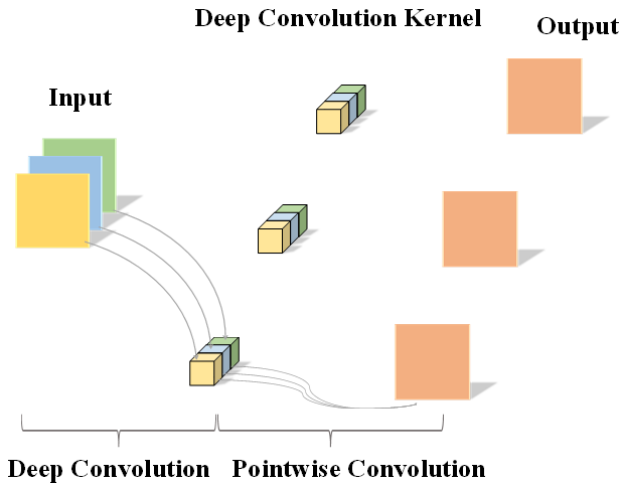 Deep Convolution Kernel
Output
Input
Deep Convolution
Pointwise Convolution